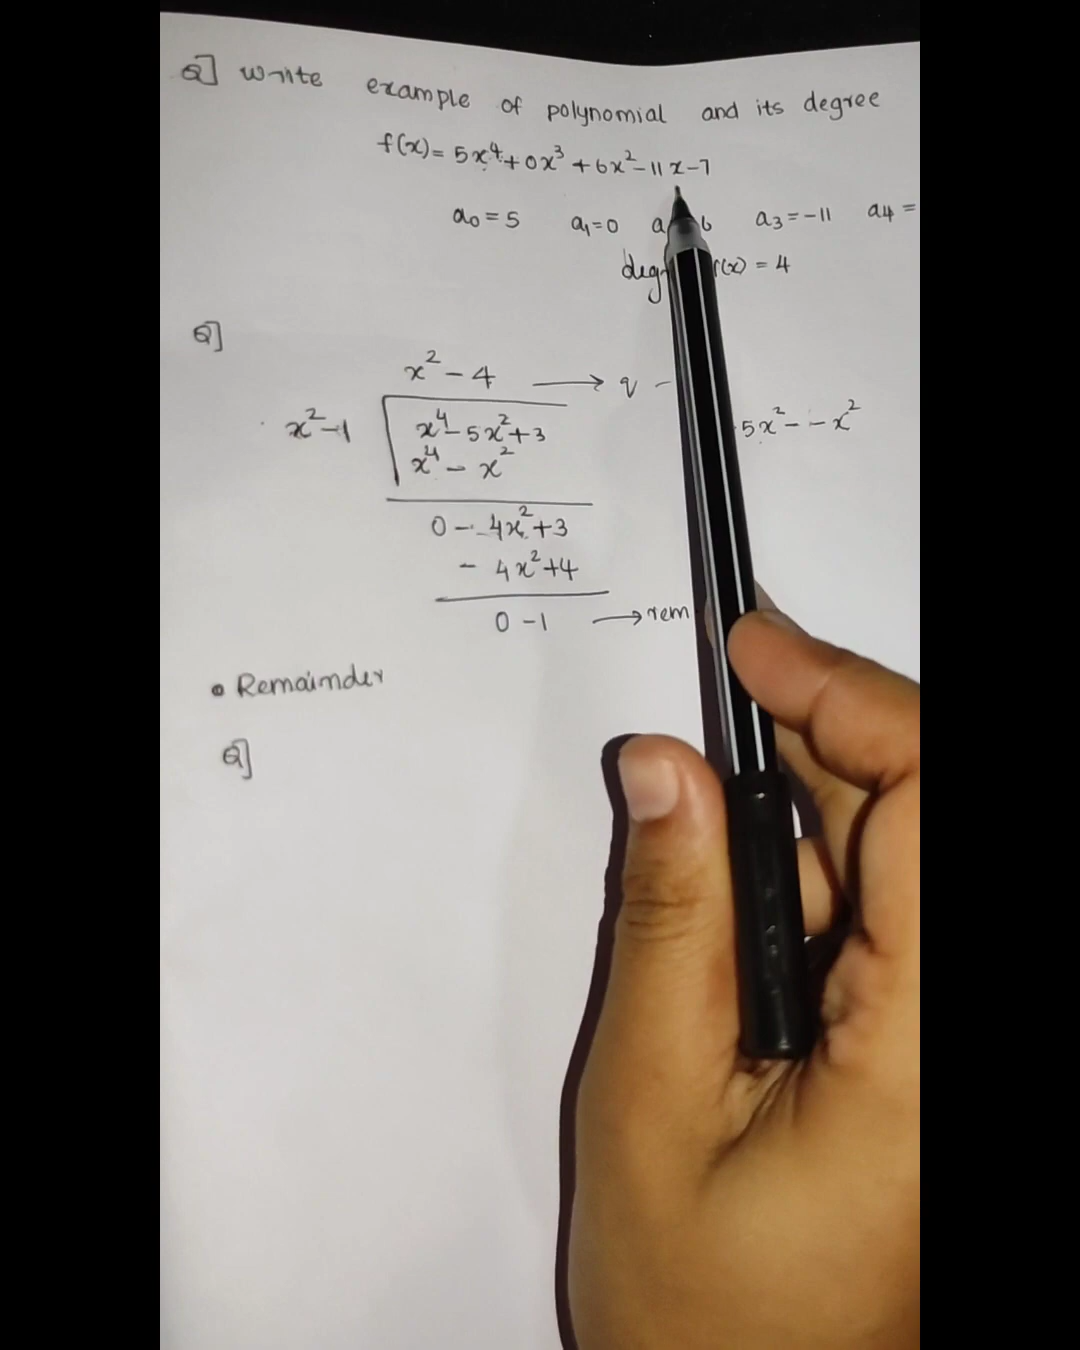 Q] Write example of polynomial and its degree
f(x) = 5x⁴ + 0x³ + 6x² - 11x - 7
a₀ = 5 a₁ = 0 a 6 a₃ = -11 a₄ =
deg f(x) = 4
Q]
x² - 4 → q -
x² - 1 x⁴ - 5x² + 3 5x² - - x²
x⁴ - x²
0 - 4x² + 3
- 4x² + 4
0 - 1 → rem
• Remainder
Q]